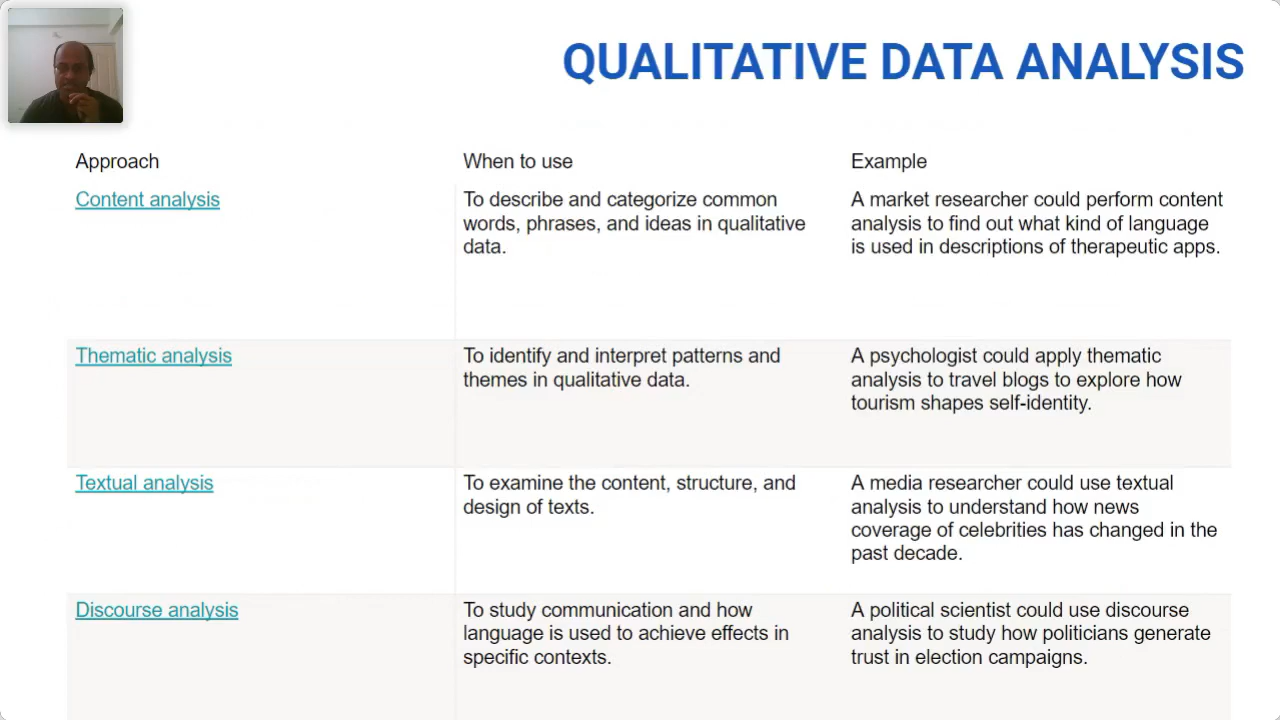 QUALITATIVE DATA ANALYSIS
Approach
When to use
Example
Content analysis
To describe and categorize common
words, phrases, and ideas in qualitative
data.
A market researcher could perform content
analysis to find out what kind of language
is used in descriptions of therapeutic apps.
Thematic analysis
To identify and interpret patterns and
themes in qualitative data.
A psychologist could apply thematic
analysis to travel blogs to explore how
tourism shapes self-identity.
Textual analysis
To examine the content, structure, and
design of texts.
A media researcher could use textual
analysis to understand how news
coverage of celebrities has changed in the
past decade.
Discourse analysis
To study communication and how
language is used to achieve effects in
specific contexts.
A political scientist could use discourse
analysis to study how politicians generate
trust in election campaigns.